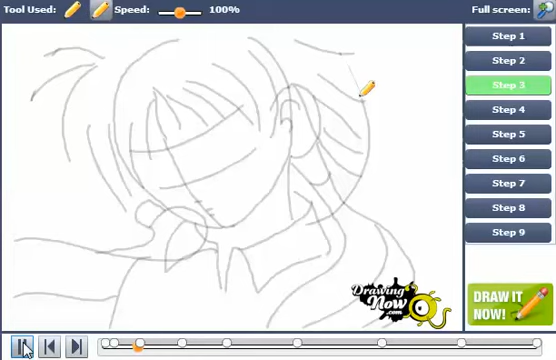 Tool Used:
Speed:
100%
Full screen:
Step 1
Step 2
Step 3
Step 4
Step 5
Step 6
Step 7
Step 8
Step 9
Drawing
Now.com
DRAW IT
NOW!